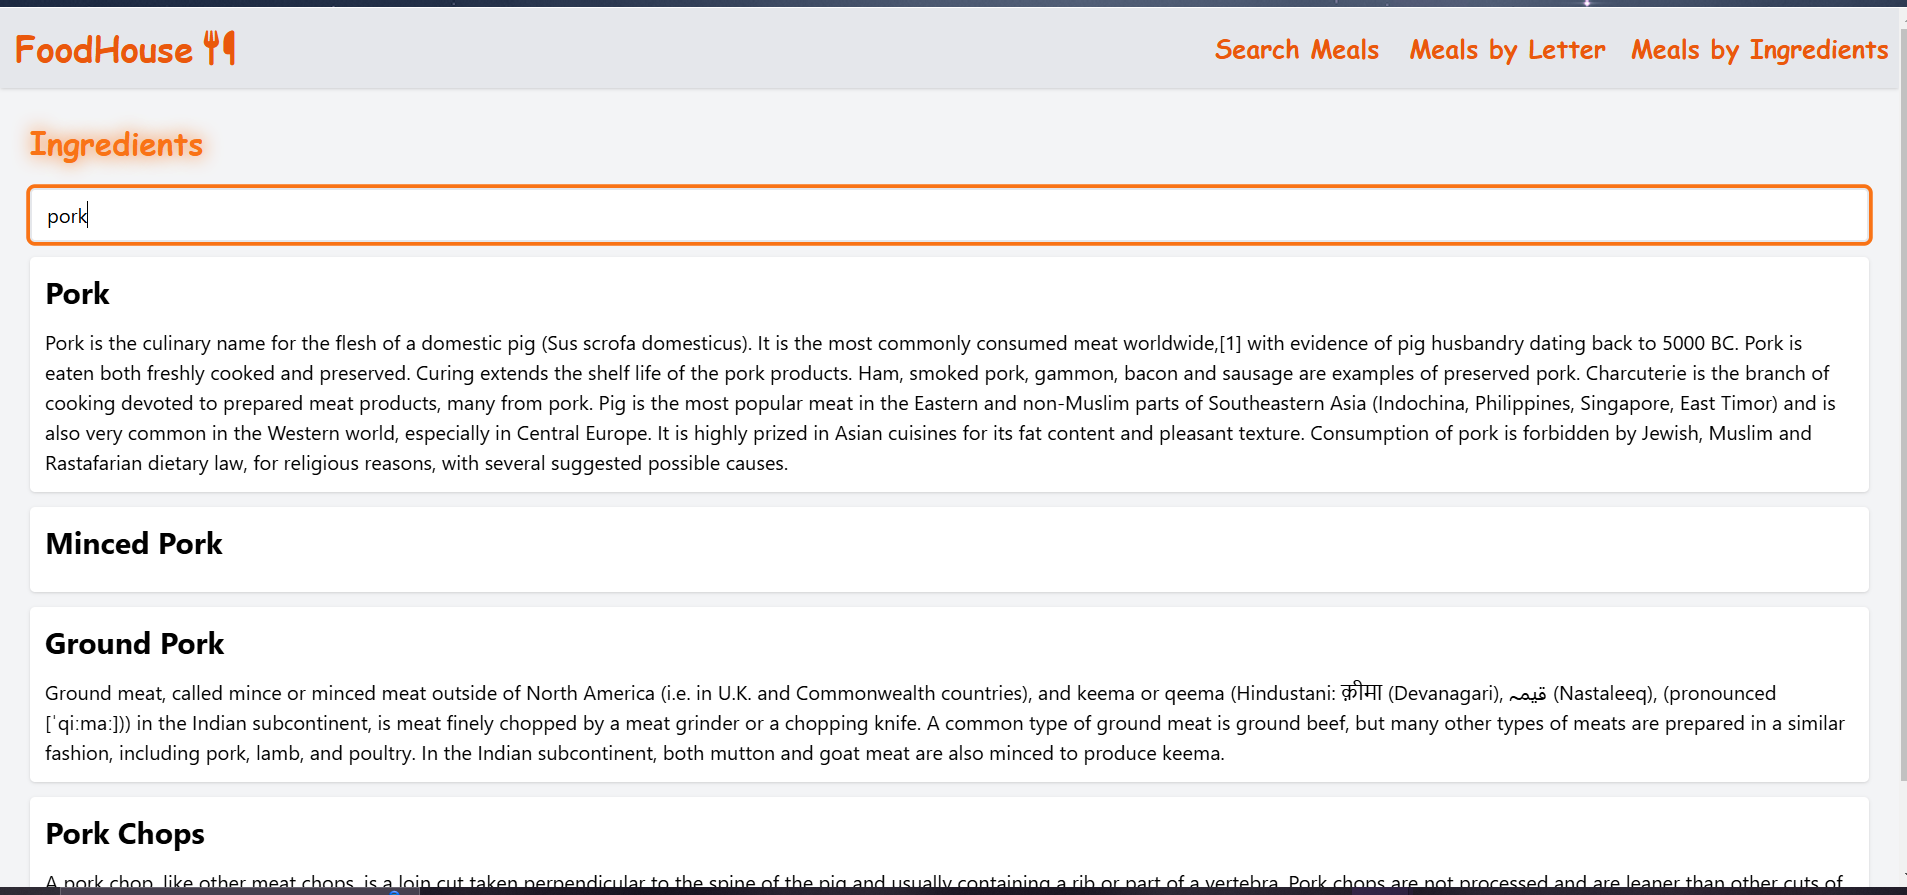 FoodHouse
Search Meals Meals by Letter Meals by Ingredients
Ingredients
pork
Pork
Pork is the culinary name for the flesh of a domestic pig (Sus scrofa domesticus). It is the most commonly consumed meat worldwide,[1] with evidence of pig husbandry dating back to 5000 BC. Pork is
eaten both freshly cooked and preserved. Curing extends the shelf life of the pork products. Ham, smoked pork, gammon, bacon and sausage are examples of preserved pork. Charcuterie is the branch of
cooking devoted to prepared meat products, many from pork. Pig is the most popular meat in the Eastern and non-Muslim parts of Southeastern Asia (Indochina, Philippines, Singapore, East Timor) and is
also very common in the Western world, especially in Central Europe. It is highly prized in Asian cuisines for its fat content and pleasant texture. Consumption of pork is forbidden by Jewish, Muslim and
Rastafarian dietary law, for religious reasons, with several suggested possible causes.
Minced Pork
Ground Pork
Ground meat, called mince or minced meat outside of North America (i.e. in U.K. and Commonwealth countries), and keema or qeema (Hindustani: क़ीमा (Devanagari), قیمہ (Nastaleeq), (pronounced
[ˈqiːmaː])) in the Indian subcontinent, is meat finely chopped by a meat grinder or a chopping knife. A common type of ground meat is ground beef, but many other types of meats are prepared in a similar
fashion, including pork, lamb, and poultry. In the Indian subcontinent, both mutton and goat meat are also minced to produce keema.
Pork Chops
A pork chop, like other meat chops, is a loin cut taken perpendicular to the spine of the pig and usually containing a rib or part of a vertebra. Pork chops are not processed and are leaner than other cuts of